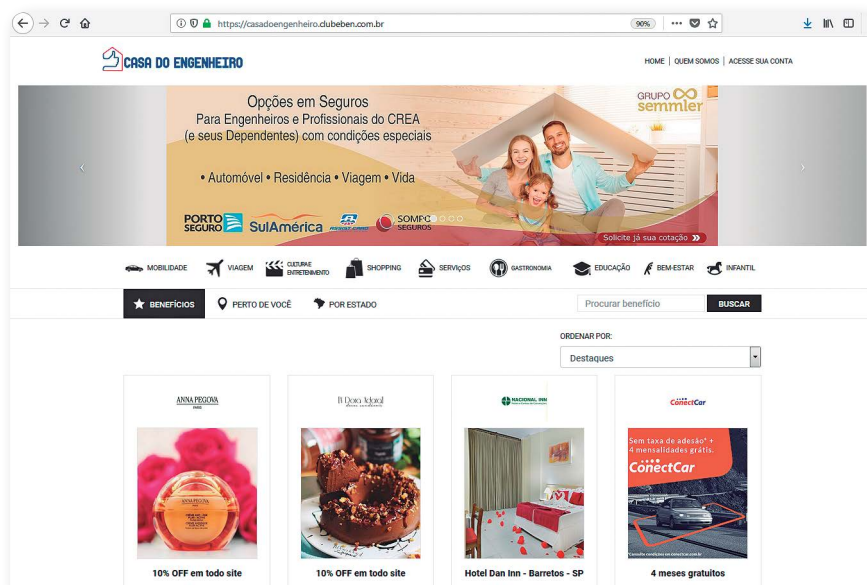 https://casadoengenheiro.clubeben.com.br
90%
CASA DO ENGENHEIRO
HOME | QUEM SOMOS | ACESSE SUA CONTA
Opções em Seguros
Para Engenheiros e Profissionais do CREA
(e seus Dependentes) com condições especiais
• Automóvel • Residência • Viagem • Vida
GRUPO
semmler
PORTO
SEGURO
SulAmérica
SOMPO
SEGUROS
Solicite já sua cotação
MOBILIDADE
VIAGEM
CULTURA E
ENTRETENIMENTO
SHOPPING
SERVIÇOS
GASTRONOMIA
EDUCAÇÃO
BEM-ESTAR
INFANTIL
BENEFÍCIOS
PERTO DE VOCÊ
POR ESTADO
Procurar benefício
BUSCAR
ORDENAR POR:
Destaques
ANNA PEGOVA
PARIS
NACIONAL INN
ConectCar
ANNA PEGOVA
Sem taxa de adesão* +
4 mensalidades grátis.
ConectCar
10% OFF em todo site
10% OFF em todo site
Hotel Dan Inn - Barretos - SP
4 meses gratuitos